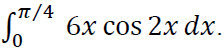 ∫₀^π/4 6x cos 2x dx.